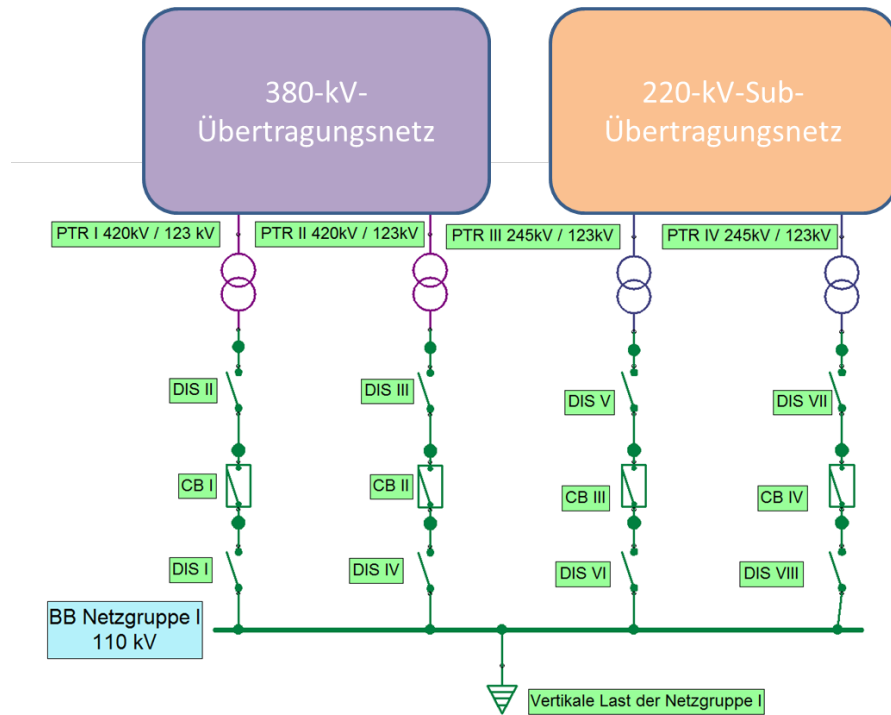 380-kV-
Übertragungsnetz
220-kV-Sub-
Übertragungsnetz
PTR I 420kV / 123 kV
PTR II 420kV / 123kV
PTR III 245kV / 123kV
PTR IV 245kV / 123kV
DIS II
DIS III
DIS V
DIS VII
CB I
CB II
CB III
CB IV
DIS I
DIS IV
DIS VI
DIS VIII
BB Netzgruppe I
110 kV
Vertikale Last der Netzgruppe I